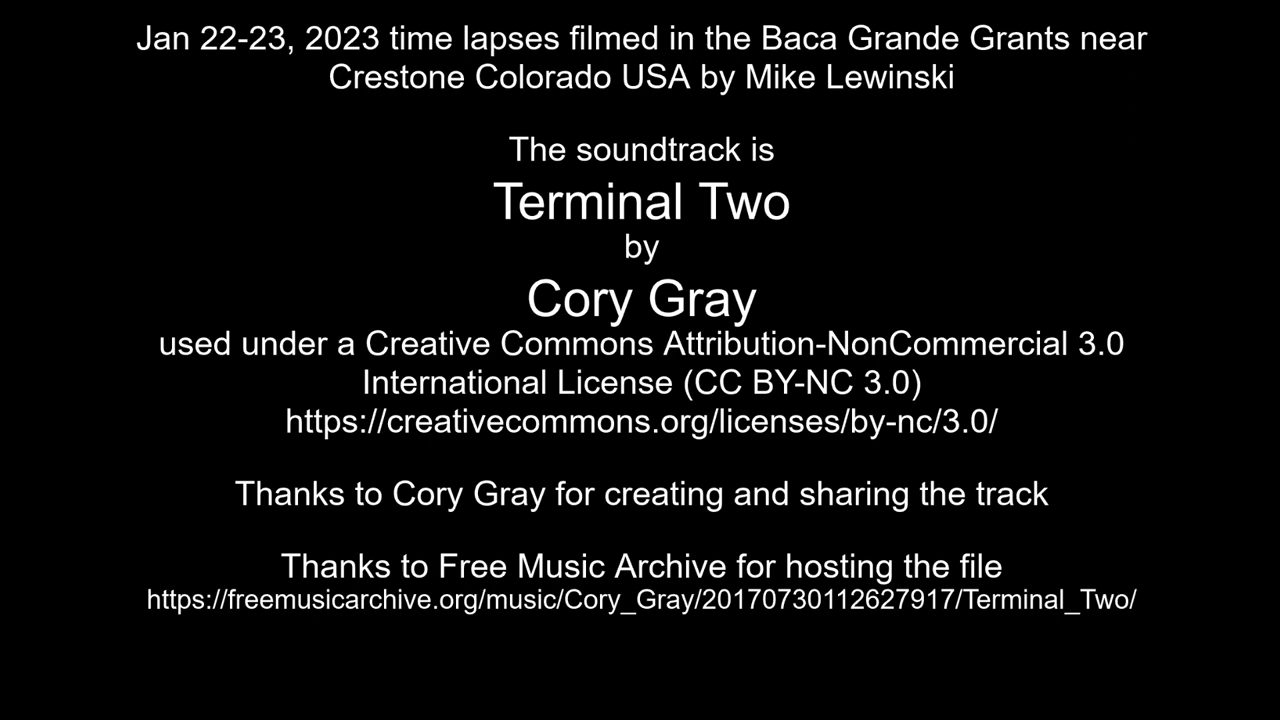 Jan 22-23, 2023 time lapses filmed in the Baca Grande Grants near
Crestone Colorado USA by Mike Lewinski
The soundtrack is
Terminal Two
by
Cory Gray
used under a Creative Commons Attribution-NonCommercial 3.0
International License (CC BY-NC 3.0)
https://creativecommons.org/licenses/by-nc/3.0/
Thanks to Cory Gray for creating and sharing the track
Thanks to Free Music Archive for hosting the file
https://freemusicarchive.org/music/Cory_Gray/20170730112627917/Terminal_Two/